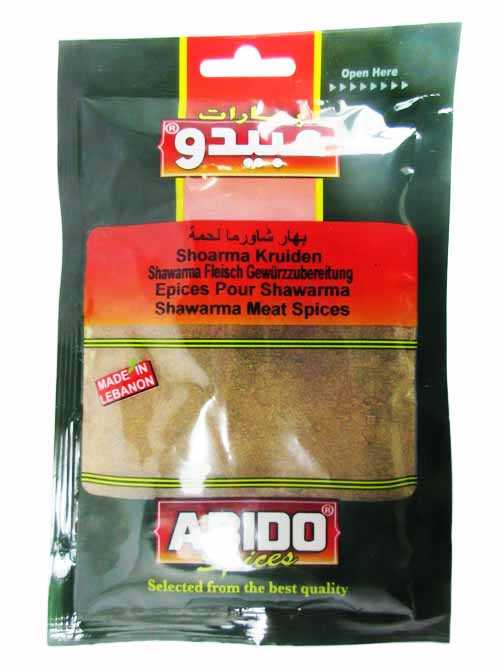 Open Here
بهارات
عبيدو®
بهار شاورما لحمة
Shoarma Kruiden
Shawarma Fleisch Gewürzzubereitung
Epices Pour Shawarma
Shawarma Meat Spices
MADE IN
LEBANON
ABIDO®
Spices
Selected from the best quality